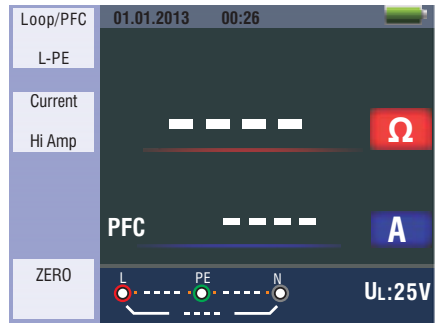 Loop/PFC
L-PE
Current
Hi Amp
ZERO
01.01.2013 00:26
---- Ω
PFC ---- A
L PE N
---- ----
----
UL:25V